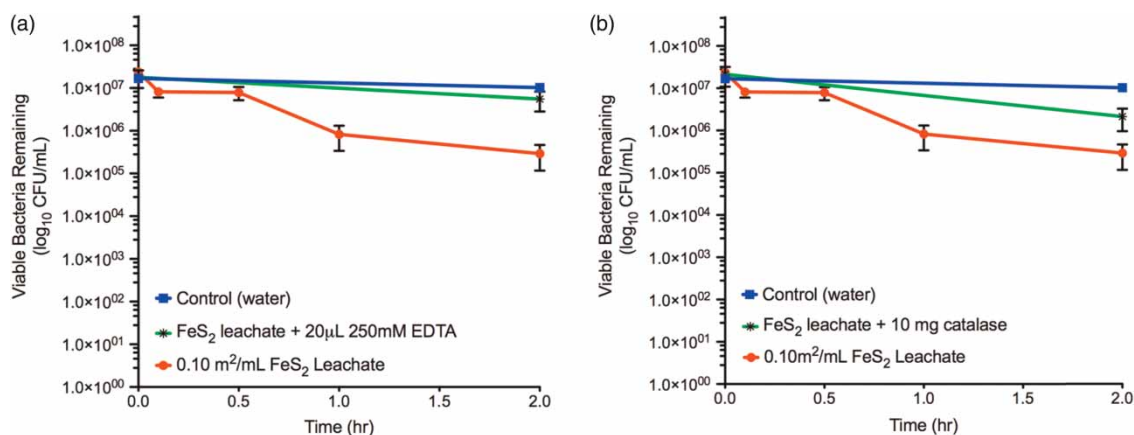 (a)
Viable Bacteria Remaining
(log₁₀ CFU/mL)
1.0×10⁰⁸
1.0×10⁰⁷
1.0×10⁰⁶
1.0×10⁰⁵
1.0×10⁰⁴
1.0×10⁰³
1.0×10⁰²
1.0×10⁰¹
1.0×10⁰⁰
Control (water)
FeS₂ leachate + 20µL 250mM EDTA
0.10 m²/mL FeS₂ Leachate
0.0 0.5 1.0 1.5 2.0
Time (hr)
(b)
Viable Bacteria Remaining
(log₁₀ CFU/mL)
1.0×10⁰⁸
1.0×10⁰⁷
1.0×10⁰⁶
1.0×10⁰⁵
1.0×10⁰⁴
1.0×10⁰³
1.0×10⁰²
1.0×10⁰¹
1.0×10⁰⁰
Control (water)
FeS₂ leachate + 10 mg catalase
0.10m²/mL FeS₂ Leachate
0.0 0.5 1.0 1.5 2.0
Time (hr)